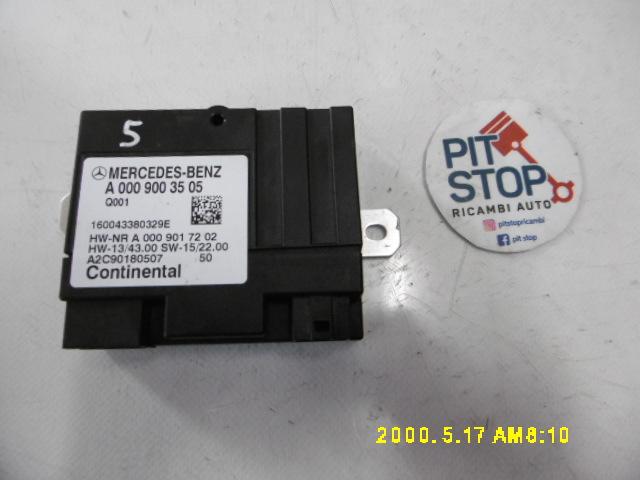 5
MERCEDES-BENZ
A 000 900 35 05
Q001
160043380329E
HW-NR A 000 901 72 02
HW-13/43.00 SW-15/22.00
A2C90180507 50
Continental
PIT
STOP
RICAMBI AUTO
pitstopricambi
pit stop
2000.5.17 AM8:10